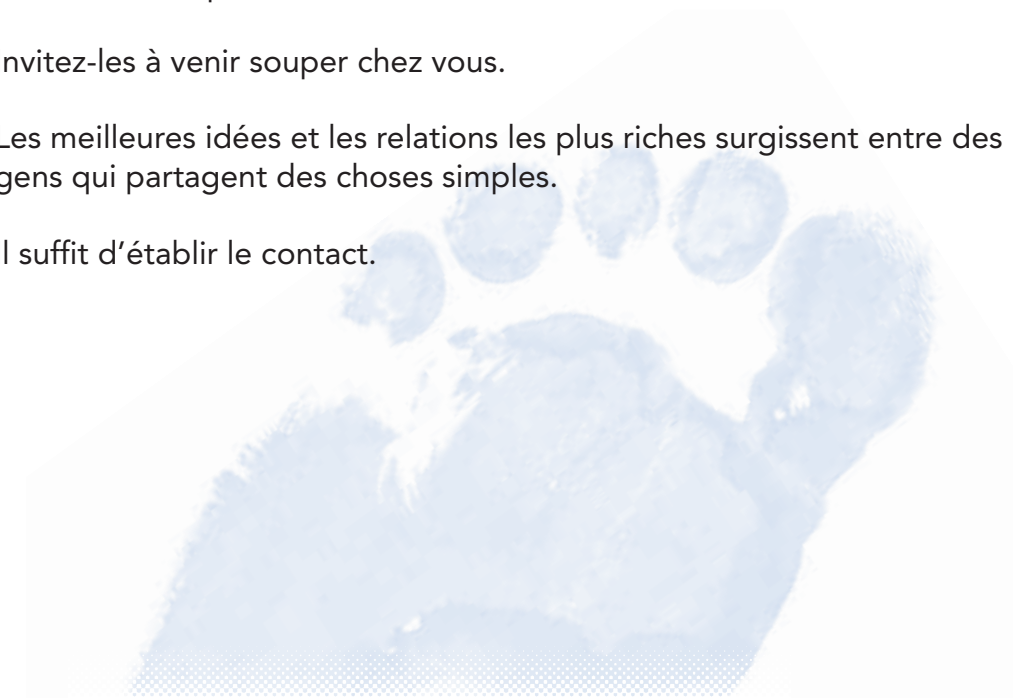 nvitez-les à venir souper chez vous.
Les meilleures idées et les relations les plus riches surgissent entre des
gens qui partagent des choses simples.
l suffit d’établir le contact.